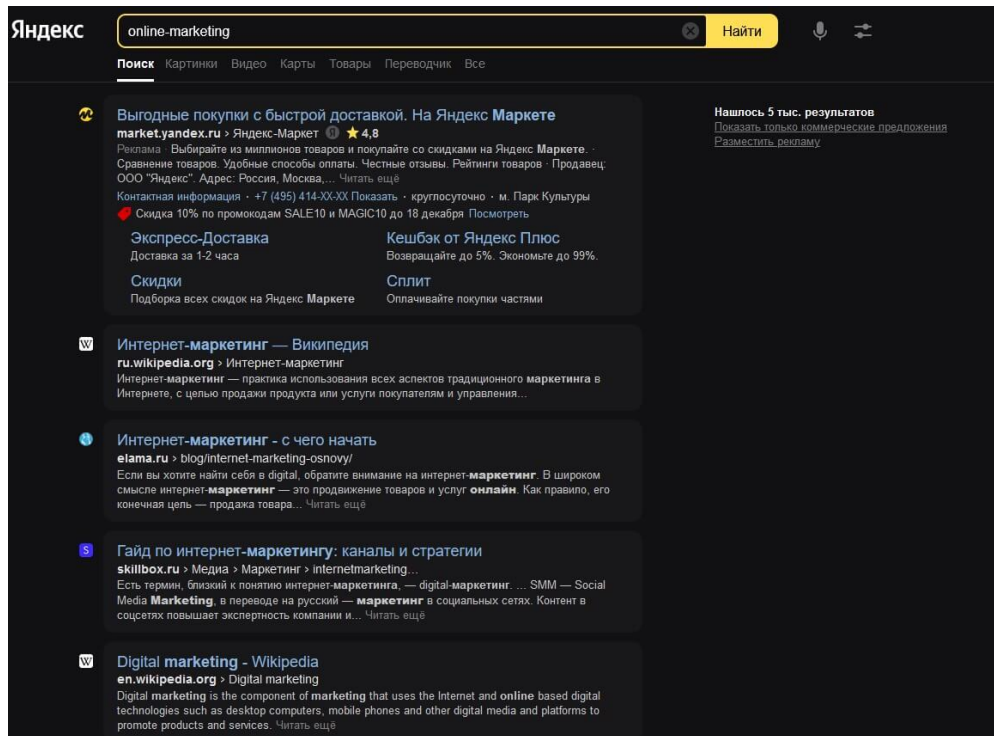 Яндекс
online-marketing
Найти
Поиск Картинки Видео Карты Товары Переводчик Все
Выгодные покупки с быстрой доставкой. На Яндекс Маркете
market.yandex.ru › Яндекс-Маркет Я 4,8
Реклама · Выбирайте из миллионов товаров и покупайте со скидками на Яндекс Маркете. ·
Сравнение товаров. Удобные способы оплаты. Честные отзывы. Рейтинги товаров · Продавец:
ООО "Яндекс". Адрес: Россия, Москва,... Читать ещё
Контактная информация · +7 (495) 414-XX-XX Показать · круглосуточно · м. Парк Культуры
Скидка 10% по промокодам SALE10 и MAGIC10 до 18 декабря Посмотреть
Экспресс-Доставка
Доставка за 1-2 часа
Кешбэк от Яндекс Плюс
Возвращайте до 5%. Экономьте до 99%.
Скидки
Подборка всех скидок на Яндекс Маркете
Сплит
Оплачивайте покупки частями
Нашлось 5 тыс. результатов
Показать только коммерческие предложения
Разместить рекламу
W
Интернет-маркетинг — Википедия
ru.wikipedia.org › Интернет-маркетинг
Интернет-маркетинг — практика использования всех аспектов традиционного маркетинга в
Интернете, с целью продажи продукта или услуги покупателям и управления...
Интернет-маркетинг - с чего начать
elama.ru › blog/internet-marketing-osnovy/
Если вы хотите найти себя в digital, обратите внимание на интернет-маркетинг. В широком
смысле интернет-маркетинг — это продвижение товаров и услуг онлайн. Как правило, его
конечная цель — продажа товара... Читать ещё
S
Гайд по интернет-маркетингу: каналы и стратегии
skillbox.ru › Медиа › Маркетинг › internetmarketing...
Есть термин, близкий к понятию интернет-маркетинга, — digital-маркетинг. ... SMM — Social
Media Marketing, в переводе на русский — маркетинг в социальных сетях. Контент в
соцсетях повышает экспертность компании и... Читать ещё
W
Digital marketing - Wikipedia
en.wikipedia.org › Digital marketing
Digital marketing is the component of marketing that uses the Internet and online based digital
technologies such as desktop computers, mobile phones and other digital media and platforms to
promote products and services. Читать ещё